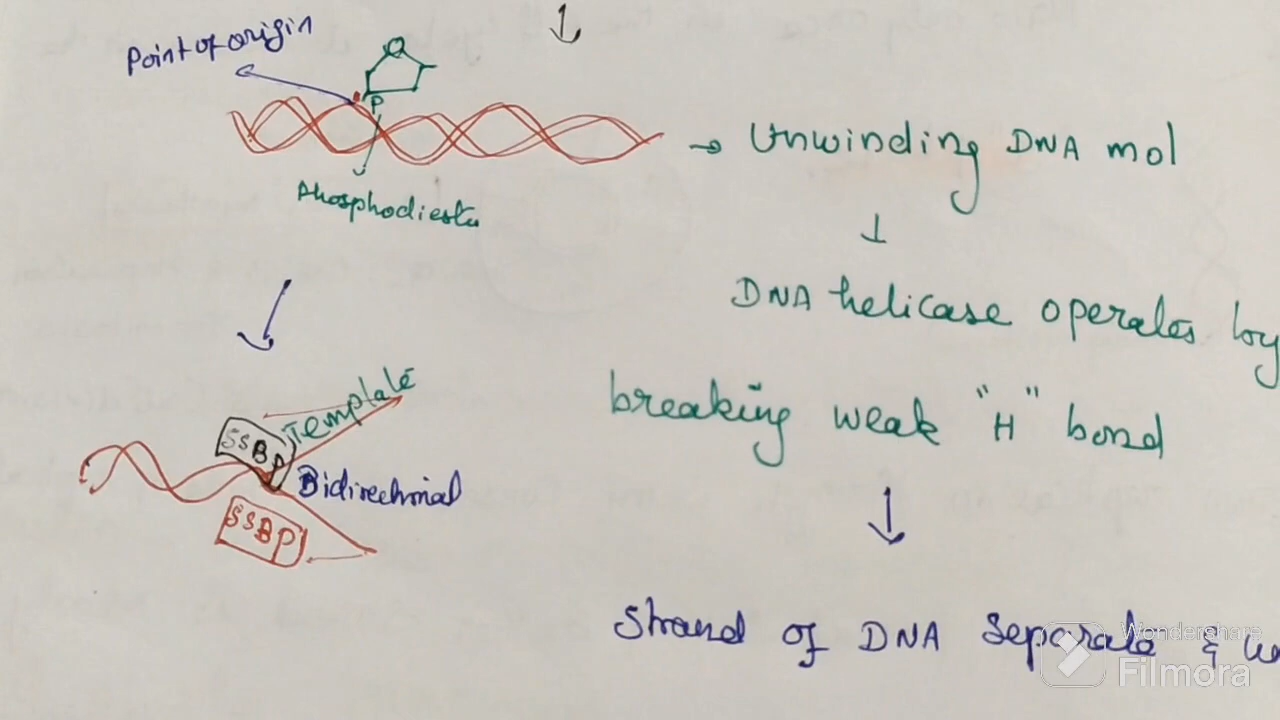 Point of origin
O
P
Phosphodiester
→ Unwinding DNA mol
DNA helicase operates by
breaking weak "H" bond
Template
SSBP
Bidirectional
SSBP
Strand of DNA separate &
Wondershare
Filmora